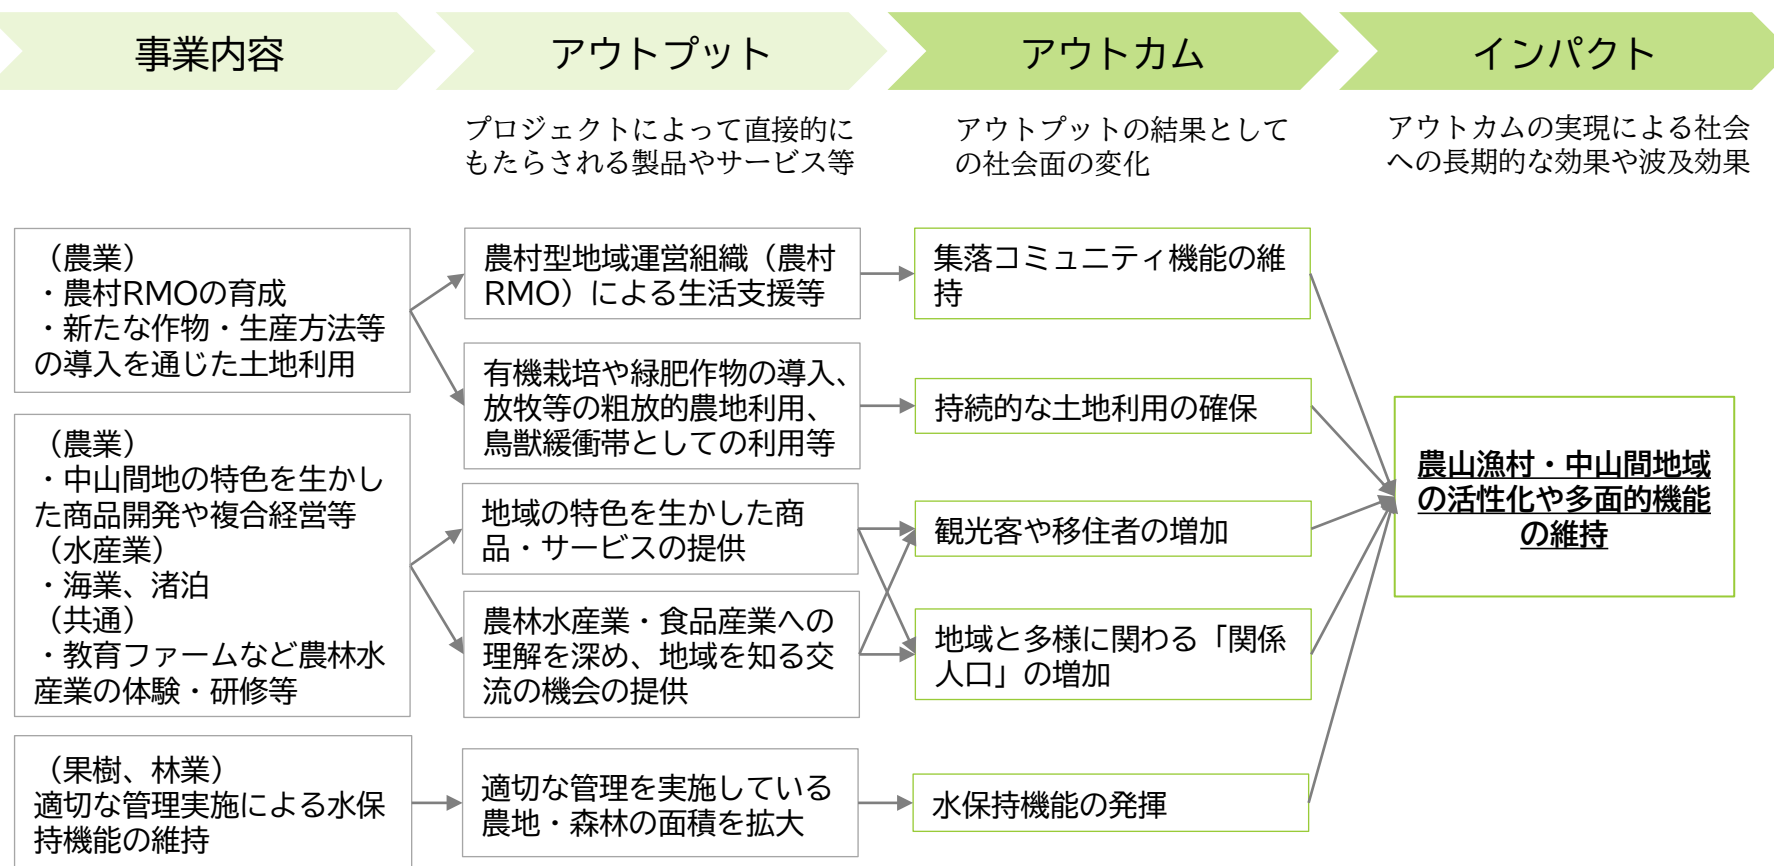 事業内容
アウトプット
アウトカム
インパクト
プロジェクトによって直接的に
もたらされる製品やサービス等
アウトプットの結果として
の社会面の変化
アウトカムの実現による社会
への長期的な効果や波及効果
（農業）
・農村RMOの育成
・新たな作物・生産方法等
の導入を通じた土地利用
（農業）
・中山間地の特色を生かし
た商品開発や複合経営等
（水産業）
・海業、渚泊
（共通）
・教育ファームなど農林水
産業の体験・研修等
（果樹、林業）
適切な管理実施による水保
持機能の維持
農村型地域運営組織（農村
RMO）による生活支援等
有機栽培や緑肥作物の導入、
放牧等の粗放的農地利用、
鳥獣緩衝帯としての利用等
地域の特色を生かした商
品・サービスの提供
農林水産業・食品産業への
理解を深め、地域を知る交
流の機会の提供
適切な管理を実施している
農地・森林の面積を拡大
集落コミュニティ機能の維
持
持続的な土地利用の確保
観光客や移住者の増加
地域と多様に関わる「関係
人口」の増加
水保持機能の発揮
農山漁村・中山間地域
の活性化や多面的機能
の維持